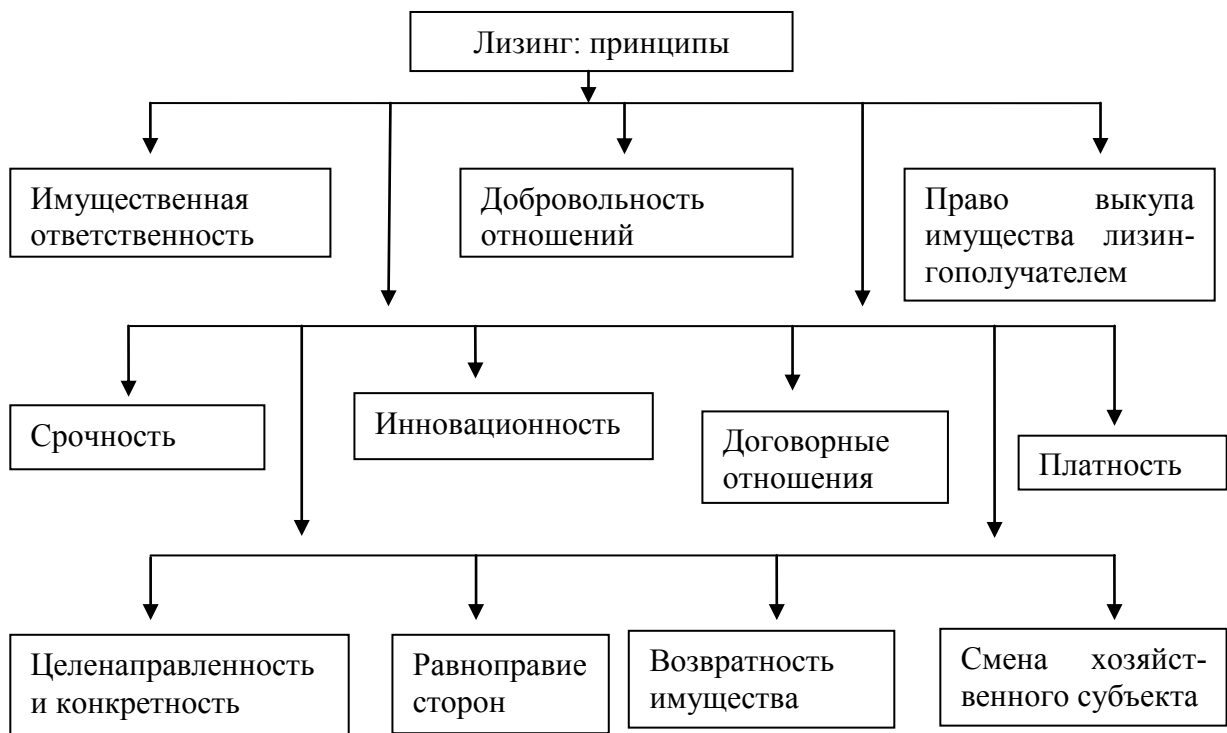 Лизинг: принципы
Имущественная
ответственность
Добровольность
отношений
Право выкупа
имущества лизин-
гополучателем
Срочность
Инновационность
Договорные
отношения
Платность
Целенаправленность
и конкретность
Равноправие
сторон
Возвратность
имущества
Смена хозяйст-
венного субъекта